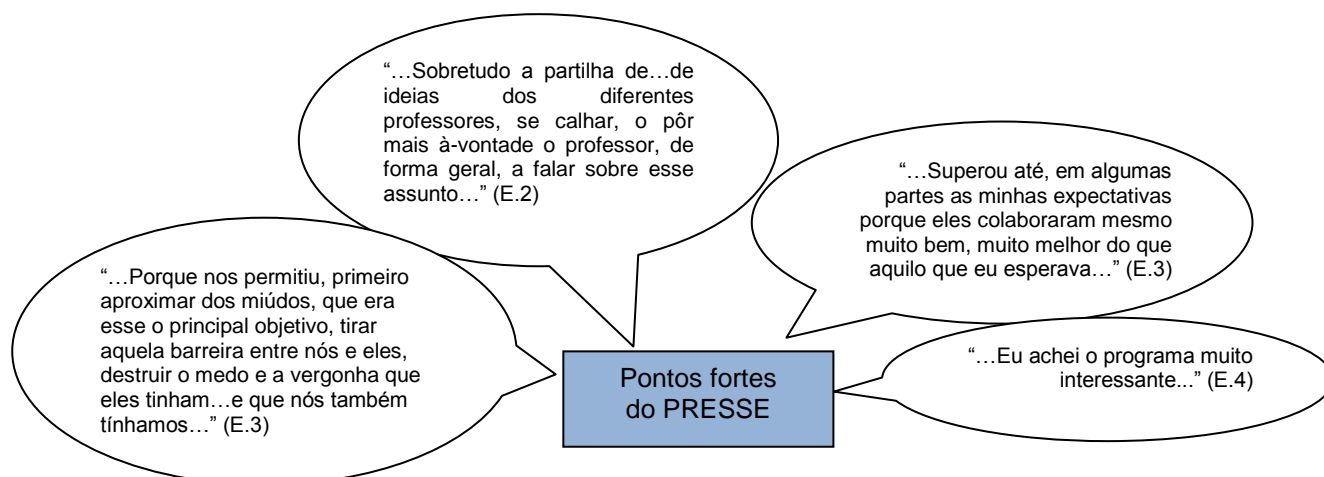 “…Sobretudo a partilha de…de
ideias dos diferentes
professores, se calhar, o pôr
mais à-vontade o professor, de
forma geral, a falar sobre esse
assunto…” (E.2)
“…Superou até, em algumas
partes as minhas expectativas
porque eles colaboraram mesmo
muito bem, muito melhor do que
aquilo que eu esperava…” (E.3)
“…Porque nos permitiu, primeiro
aproximar dos miúdos, que era
esse o principal objetivo, tirar
aquela barreira entre nós e eles,
destruir o medo e a vergonha que
eles tinham…e que nós também
tínhamos…” (E.3)
“…Eu achei o programa muito
interessante...” (E.4)
Pontos fortes
do PRESSE